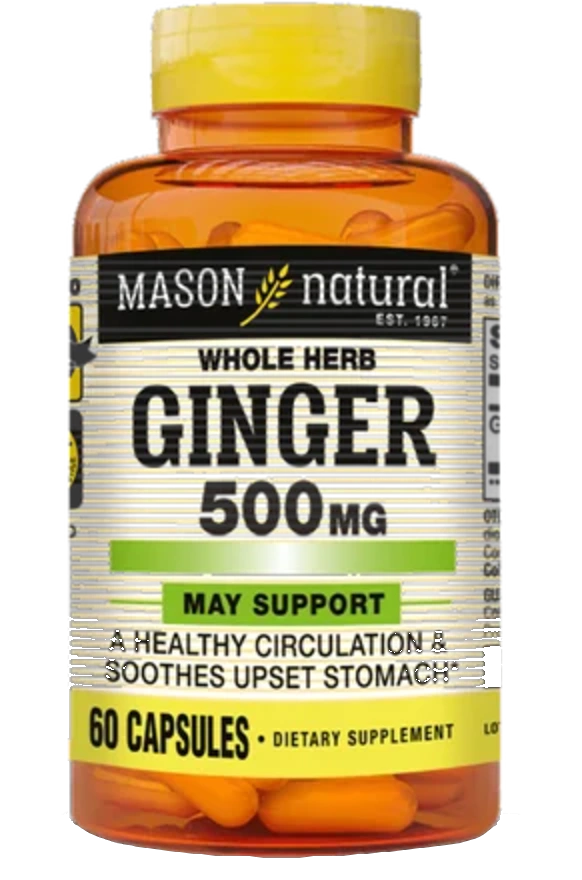 MASON natural®
EST. 1967
WHOLE HERB
GINGER
500 MG
MAY SUPPORT
A HEALTHY CIRCULATION &
SOOTHES UPSET STOMACH*
60 CAPSULES • DIETARY SUPPLEMENT